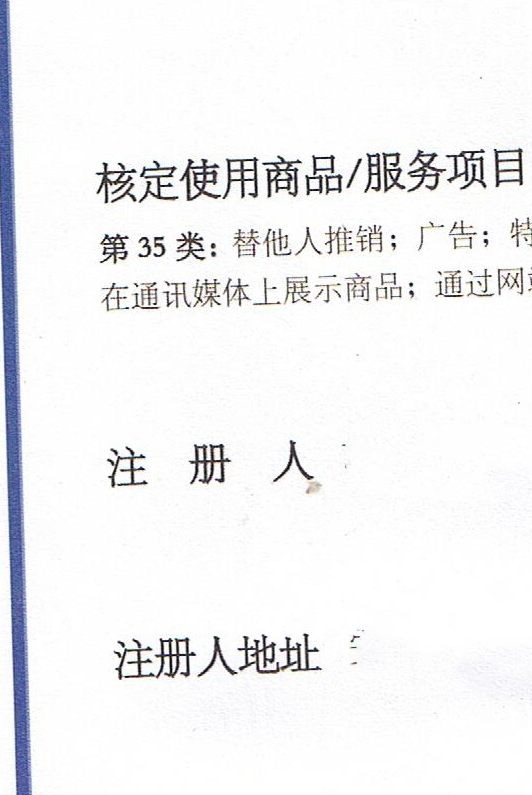 核定使用商品/服务项目
第 35 类：替他人推销；广告；特
在通讯媒体上展示商品；通过网
注 册 人
注册人地址